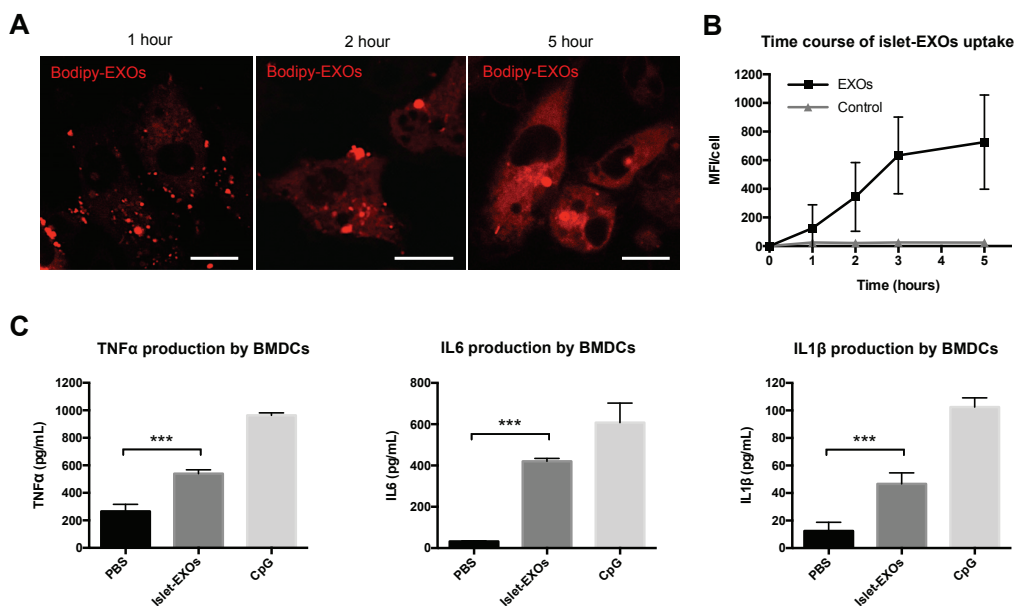 A
1 hour
2 hour
5 hour
Bodipy-EXOs
Bodipy-EXOs
Bodipy-EXOs
B
Time course of islet-EXOs uptake
EXOs
Control
MFI/cell
1200
1000
800
600
400
200
0
0 1 2 3 4 5
Time (hours)
C
TNFα production by BMDCs
TNFα (pg/mL)
1200
1000
800
600
400
200
0
***
PBS
Islet-EXOs
CpG
IL6 production by BMDCs
IL6 (pg/mL)
800
600
400
200
0
***
PBS
Islet-EXOs
CpG
IL1β production by BMDCs
IL1β (pg/mL)
120
100
80
60
40
20
0
***
PBS
Islet-EXOs
CpG